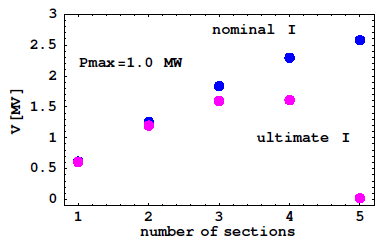 3
nominal I
2.5
Pmax=1.0 MW
2
V[MV]
1.5
ultimate I
1
0.5
0
1 2 3 4 5
number of sections